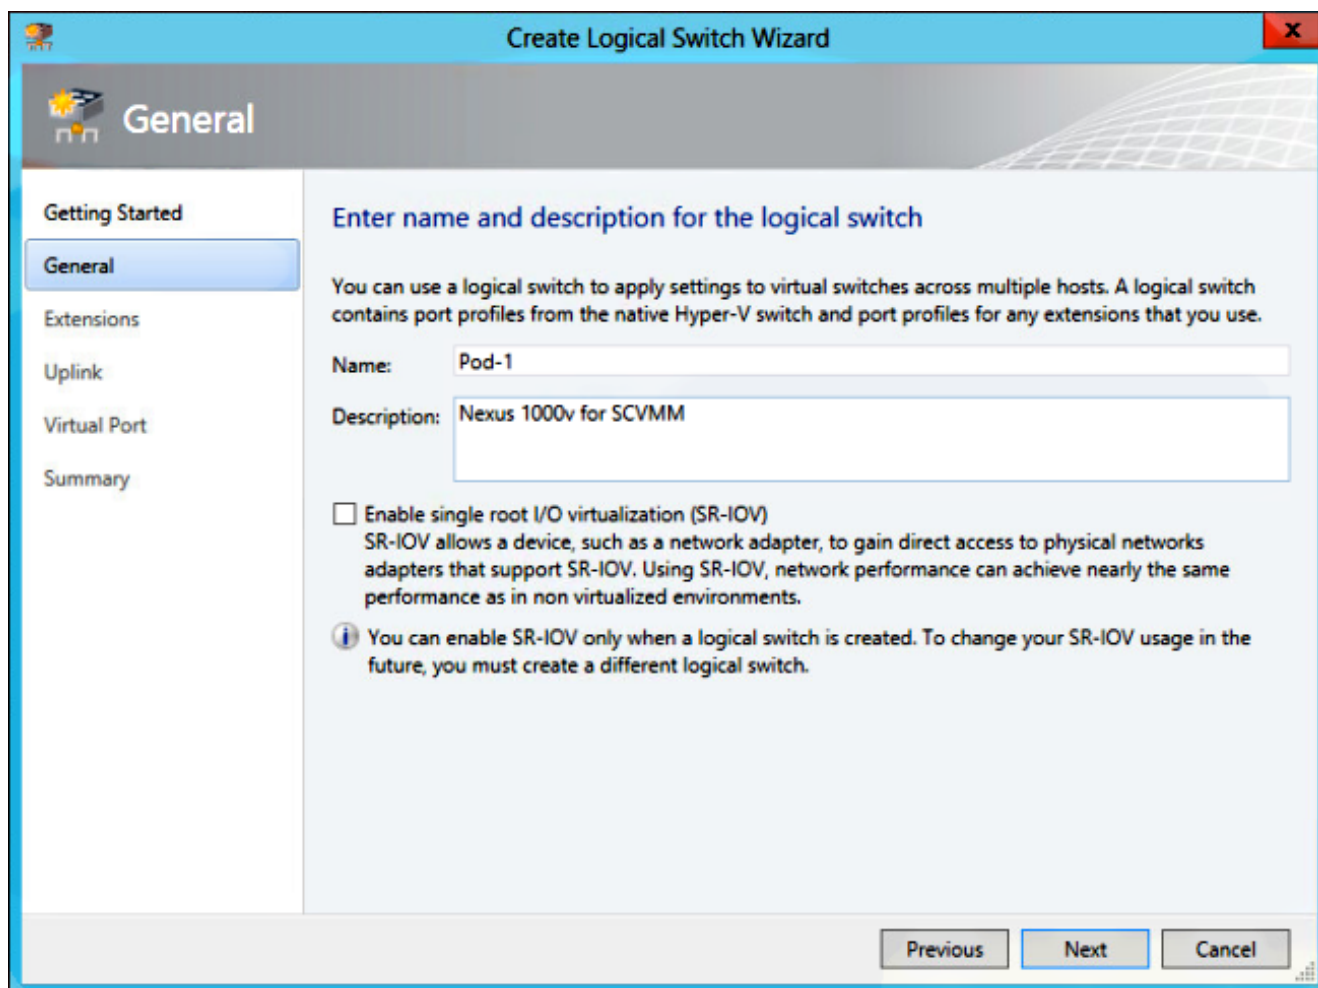 Create Logical Switch Wizard
x
General
Getting Started
General
Extensions
Uplink
Virtual Port
Summary
Enter name and description for the logical switch
You can use a logical switch to apply settings to virtual switches across multiple hosts. A logical switch
contains port profiles from the native Hyper-V switch and port profiles for any extensions that you use.
Name: Pod-1
Description: Nexus 1000v for SCVMM
Enable single root I/O virtualization (SR-IOV)
SR-IOV allows a device, such as a network adapter, to gain direct access to physical networks
adapters that support SR-IOV. Using SR-IOV, network performance can achieve nearly the same
performance as in non virtualized environments.
You can enable SR-IOV only when a logical switch is created. To change your SR-IOV usage in the
future, you must create a different logical switch.
Previous Next Cancel